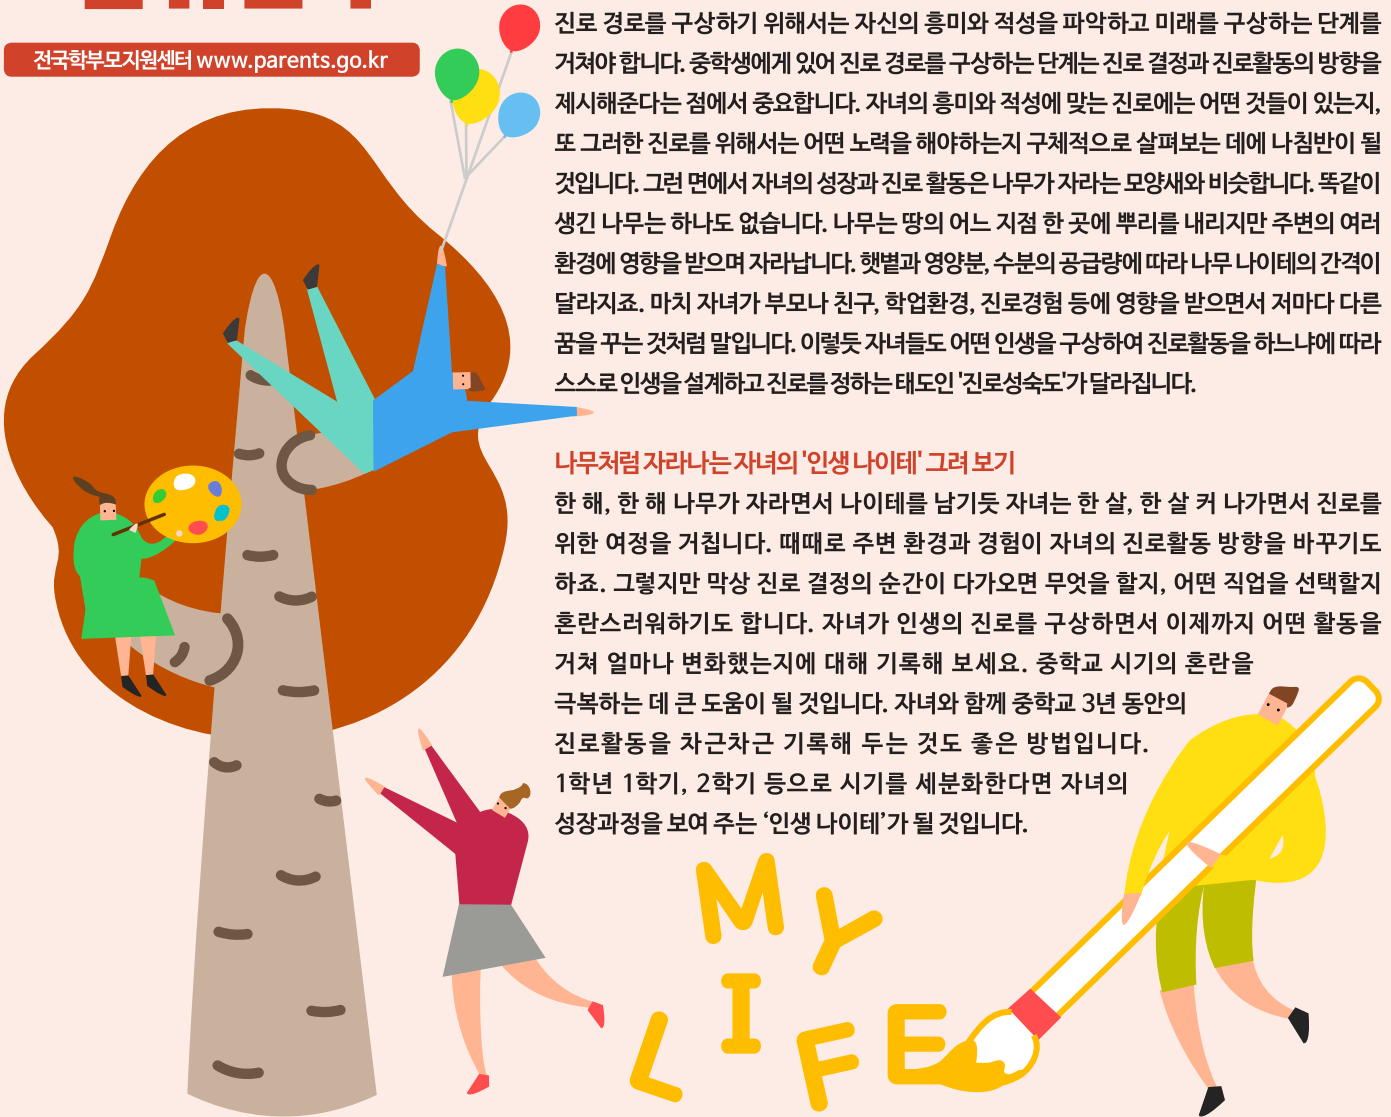 전국학부모지원센터 www.parents.go.kr
진로 경로를 구상하기 위해서는 자신의 흥미와 적성을 파악하고 미래를 구상하는 단계를
거쳐야 합니다. 중학생에게 있어 진로 경로를 구상하는 단계는 진로 결정과 진로활동의 방향을
제시해준다는 점에서 중요합니다. 자녀의 흥미와 적성에 맞는 진로에는 어떤 것들이 있는지,
또 그러한 진로를 위해서는 어떤 노력을 해야하는지 구체적으로 살펴보는 데에 나침반이 될
것입니다. 그런 면에서 자녀의 성장과 진로 활동은 나무가 자라는 모양새와 비슷합니다. 똑같이
생긴 나무는 하나도 없습니다. 나무는 땅의 어느 지점 한 곳에 뿌리를 내리지만 주변의 여러
환경에 영향을 받으며 자라납니다. 햇볕과 영양분, 수분의 공급량에 따라 나무 나이테의 간격이
달라지죠. 마치 자녀가 부모나 친구, 학업환경, 진로경험 등에 영향을 받으면서 저마다 다른
꿈을 꾸는 것처럼 말입니다. 이렇듯 자녀들도 어떤 인생을 구상하여 진로활동을 하느냐에 따라
스스로 인생을 설계하고 진로를 정하는 태도인 '진로성숙도'가 달라집니다.
나무처럼 자라나는 자녀의 '인생 나이테' 그려 보기
한 해, 한 해 나무가 자라면서 나이테를 남기듯 자녀는 한 살, 한 살 커 나가면서 진로를
위한 여정을 거칩니다. 때때로 주변 환경과 경험이 자녀의 진로활동 방향을 바꾸기도
하죠. 그렇지만 막상 진로 결정의 순간이 다가오면 무엇을 할지, 어떤 직업을 선택할지
혼란스러워하기도 합니다. 자녀가 인생의 진로를 구상하면서 이제까지 어떤 활동을
거쳐 얼마나 변화했는지에 대해 기록해 보세요. 중학교 시기의 혼란을
극복하는 데 큰 도움이 될 것입니다. 자녀와 함께 중학교 3년 동안의
진로활동을 차근차근 기록해 두는 것도 좋은 방법입니다.
1학년 1학기, 2학기 등으로 시기를 세분화한다면 자녀의
성장과정을 보여 주는 ‘인생 나이테’가 될 것입니다.
MY
LIFE